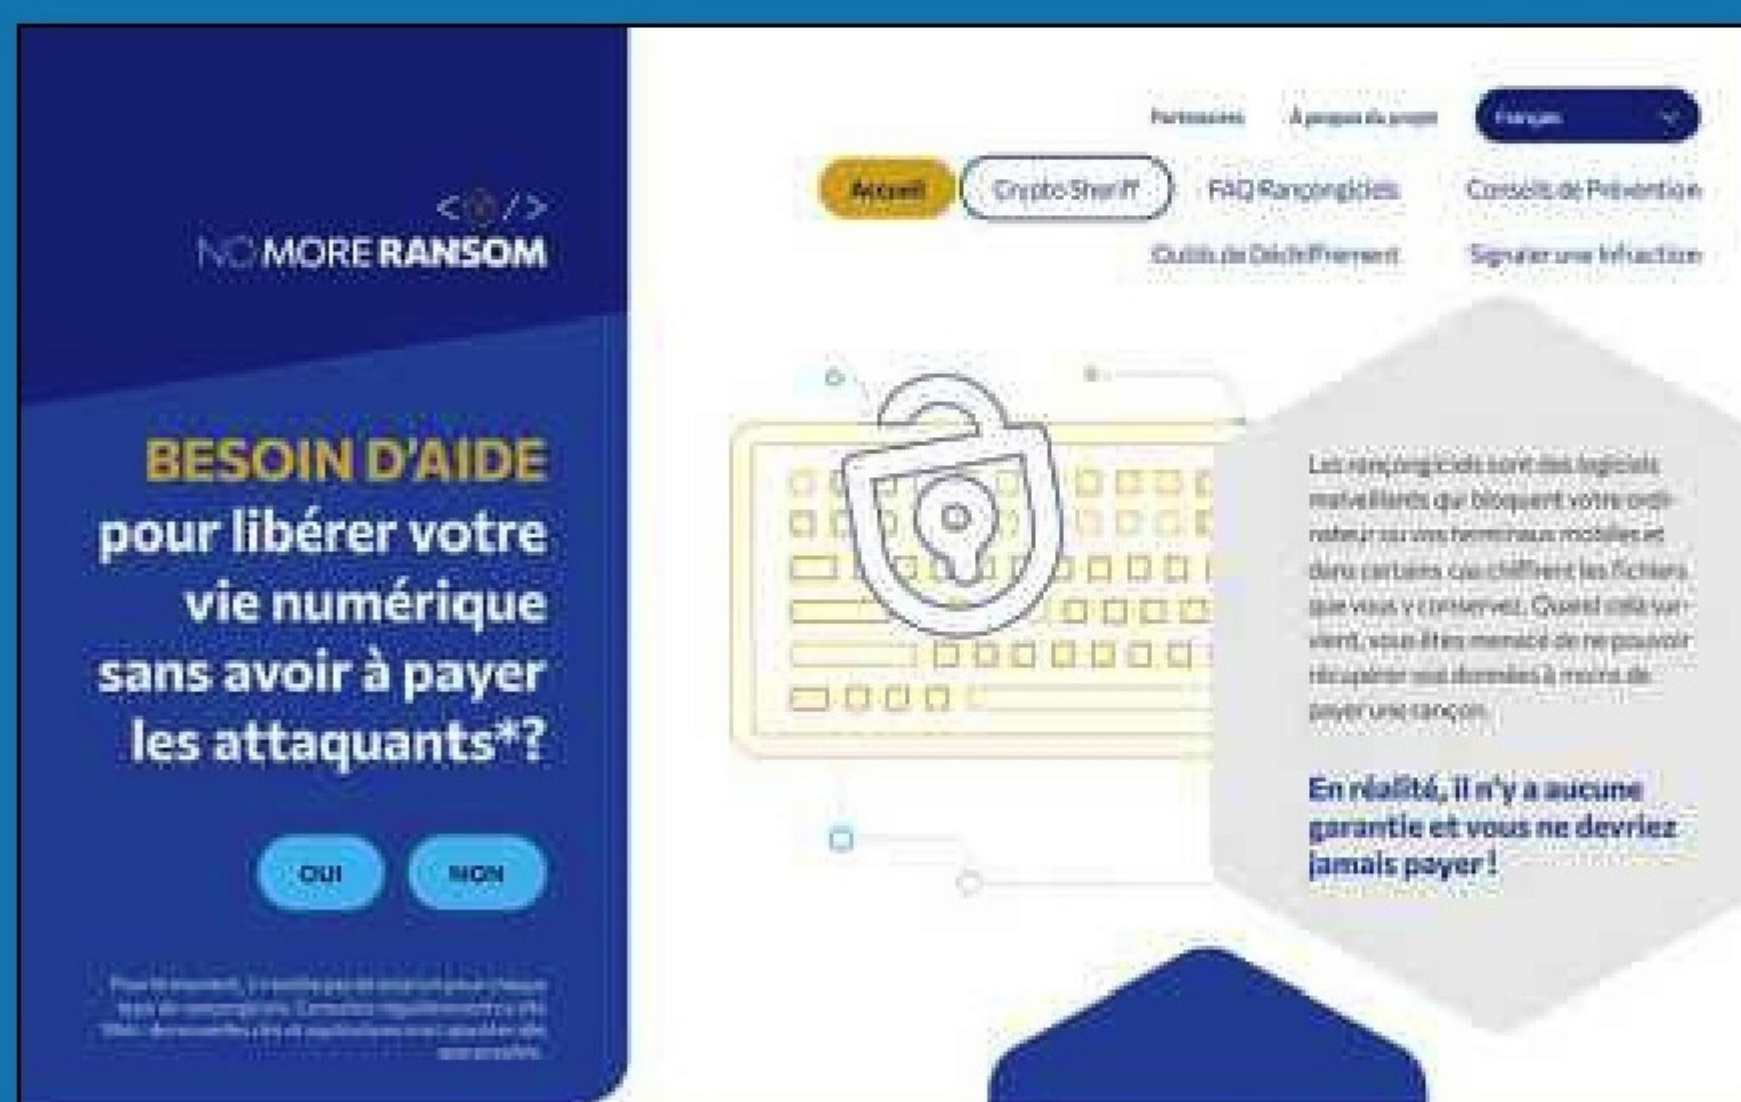 Partenaires
À propos du projet
Français
Accueil
Crypto Sheriff
FAQ Rançongiciels
Conseils de Prévention
Outils de Déchiffrement
Signaler une Infraction
NO MORE RANSOM
BESOIN D'AIDE
pour libérer votre
vie numérique
sans avoir à payer
les attaquants*?
OUI
NON
Les rançongiciels sont des logiciels
malveillants qui bloquent votre ordi-
nateur ou vos terminaux mobiles et
dans certains cas chiffrent les fichiers
que vous y conservez. Quand cela sur-
vient, vous êtes menacé de ne pouvoir
récupérer vos données à moins de
payer une rançon.
En réalité, il n'y a aucune
garantie et vous ne devriez
jamais payer !